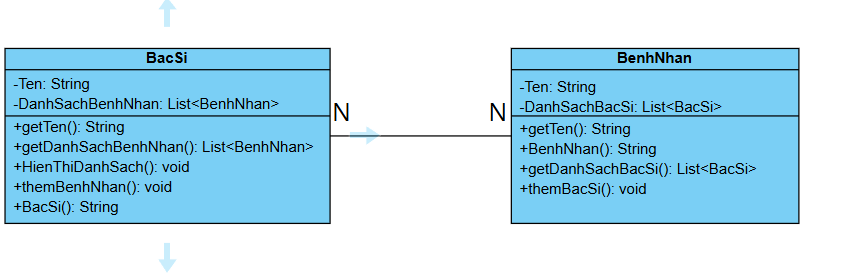 BacSi
-Ten: String
-DanhSachBenhNhan: List<BenhNhan>
+getTen(): String
+getDanhSachBenhNhan(): List<BenhNhan>
+HienThiDanhSach(): void
+themBenhNhan(): void
+BacSi(): String
N
N
BenhNhan
-Ten: String
-DanhSachBacSi: List<BacSi>
+getTen(): String
+BenhNhan(): String
+getDanhSachBacSi(): List<BacSi>
+themBacSi(): void